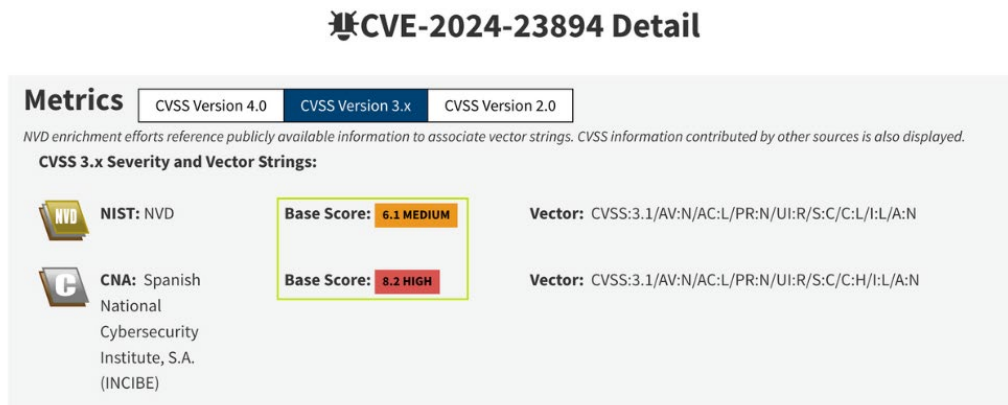 CVE-2024-23894 Detail
Metrics
CVSS Version 4.0 CVSS Version 3.x CVSS Version 2.0
NVD enrichment efforts reference publicly available information to associate vector strings. CVSS information contributed by other sources is also displayed.
CVSS 3.x Severity and Vector Strings:
NVD NIST: NVD Base Score: 6.1 MEDIUM Vector: CVSS:3.1/AV:N/AC:L/PR:N/UI:R/S:C/C:L/I:L/A:N
C CNA: Spanish Base Score: 8.2 HIGH Vector: CVSS:3.1/AV:N/AC:L/PR:N/UI:R/S:C/C:H/I:L/A:N
National
Cybersecurity
Institute, S.A.
(INCIBE)